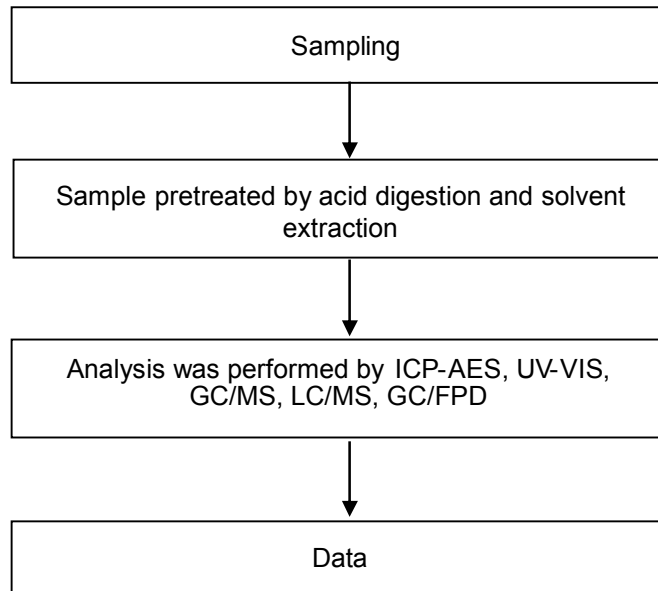 Sampling
Sample pretreated by acid digestion and solvent
extraction
Analysis was performed by ICP-AES, UV-VIS,
GC/MS, LC/MS, GC/FPD
Data